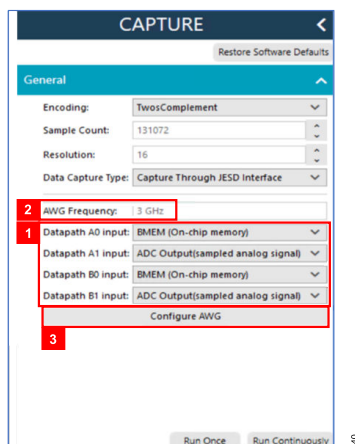 CAPTURE
Restore Software Defaults
General
Encoding: TwosComplement
Sample Count: 131072
Resolution: 16
Data Capture Type: Capture Through JESD Interface
2 AWG Frequency: 3 GHz
1 Datapath A0 input: BMEM (On-chip memory)
Datapath A1 input: ADC Output(sampled analog signal)
Datapath B0 input: BMEM (On-chip memory)
Datapath B1 input: ADC Output(sampled analog signal)
Configure AWG
3
Run Once Run Continuously